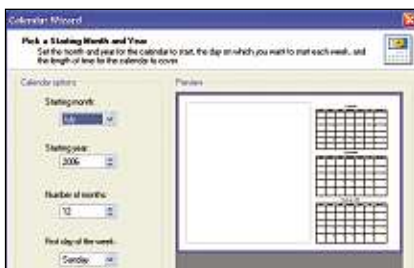 Calendar Wizard
Pick a Starting Month and Year
Set the month and year for the calendar to start, the day on which you want to start each week, and
the length of time for the calendar to cover.
Calendar options
Preview
Starting month:
July
Starting year:
2006
Number of months:
12
First day of the week:
Sunday